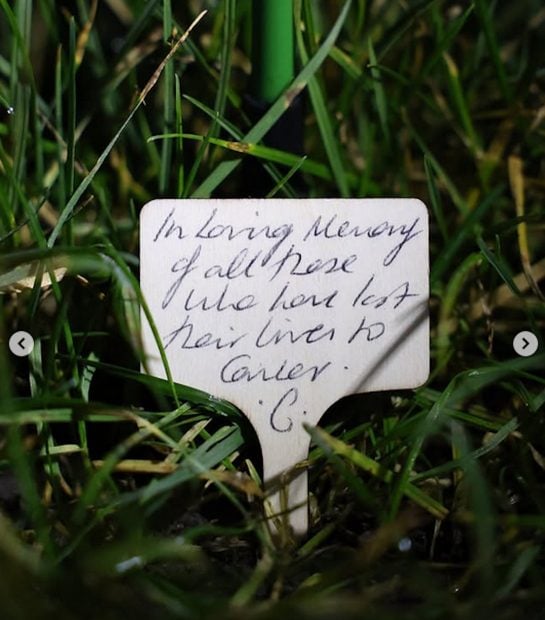 In Loving Memory
of all those
who have lost
their lives to
Cancer.
C.